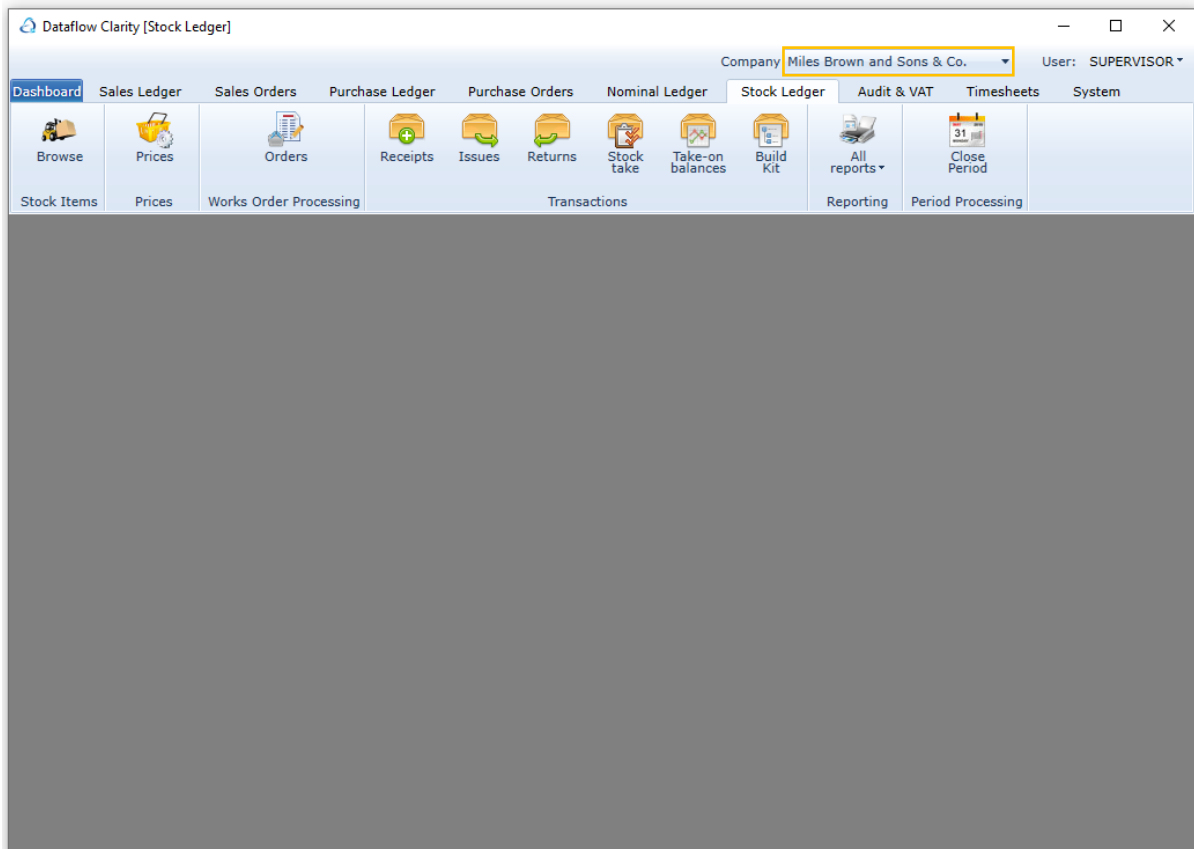 Dataflow Clarity [Stock Ledger]
Company Miles Brown and Sons & Co. User: SUPERVISOR
Dashboard Sales Ledger Sales Orders Purchase Ledger Purchase Orders Nominal Ledger Stock Ledger Audit & VAT Timesheets System
31
Browse Prices Orders Receipts Issues Returns Stock take Take-on balances Build Kit All reports Close Period
Stock Items Prices Works Order Processing Transactions Reporting Period Processing